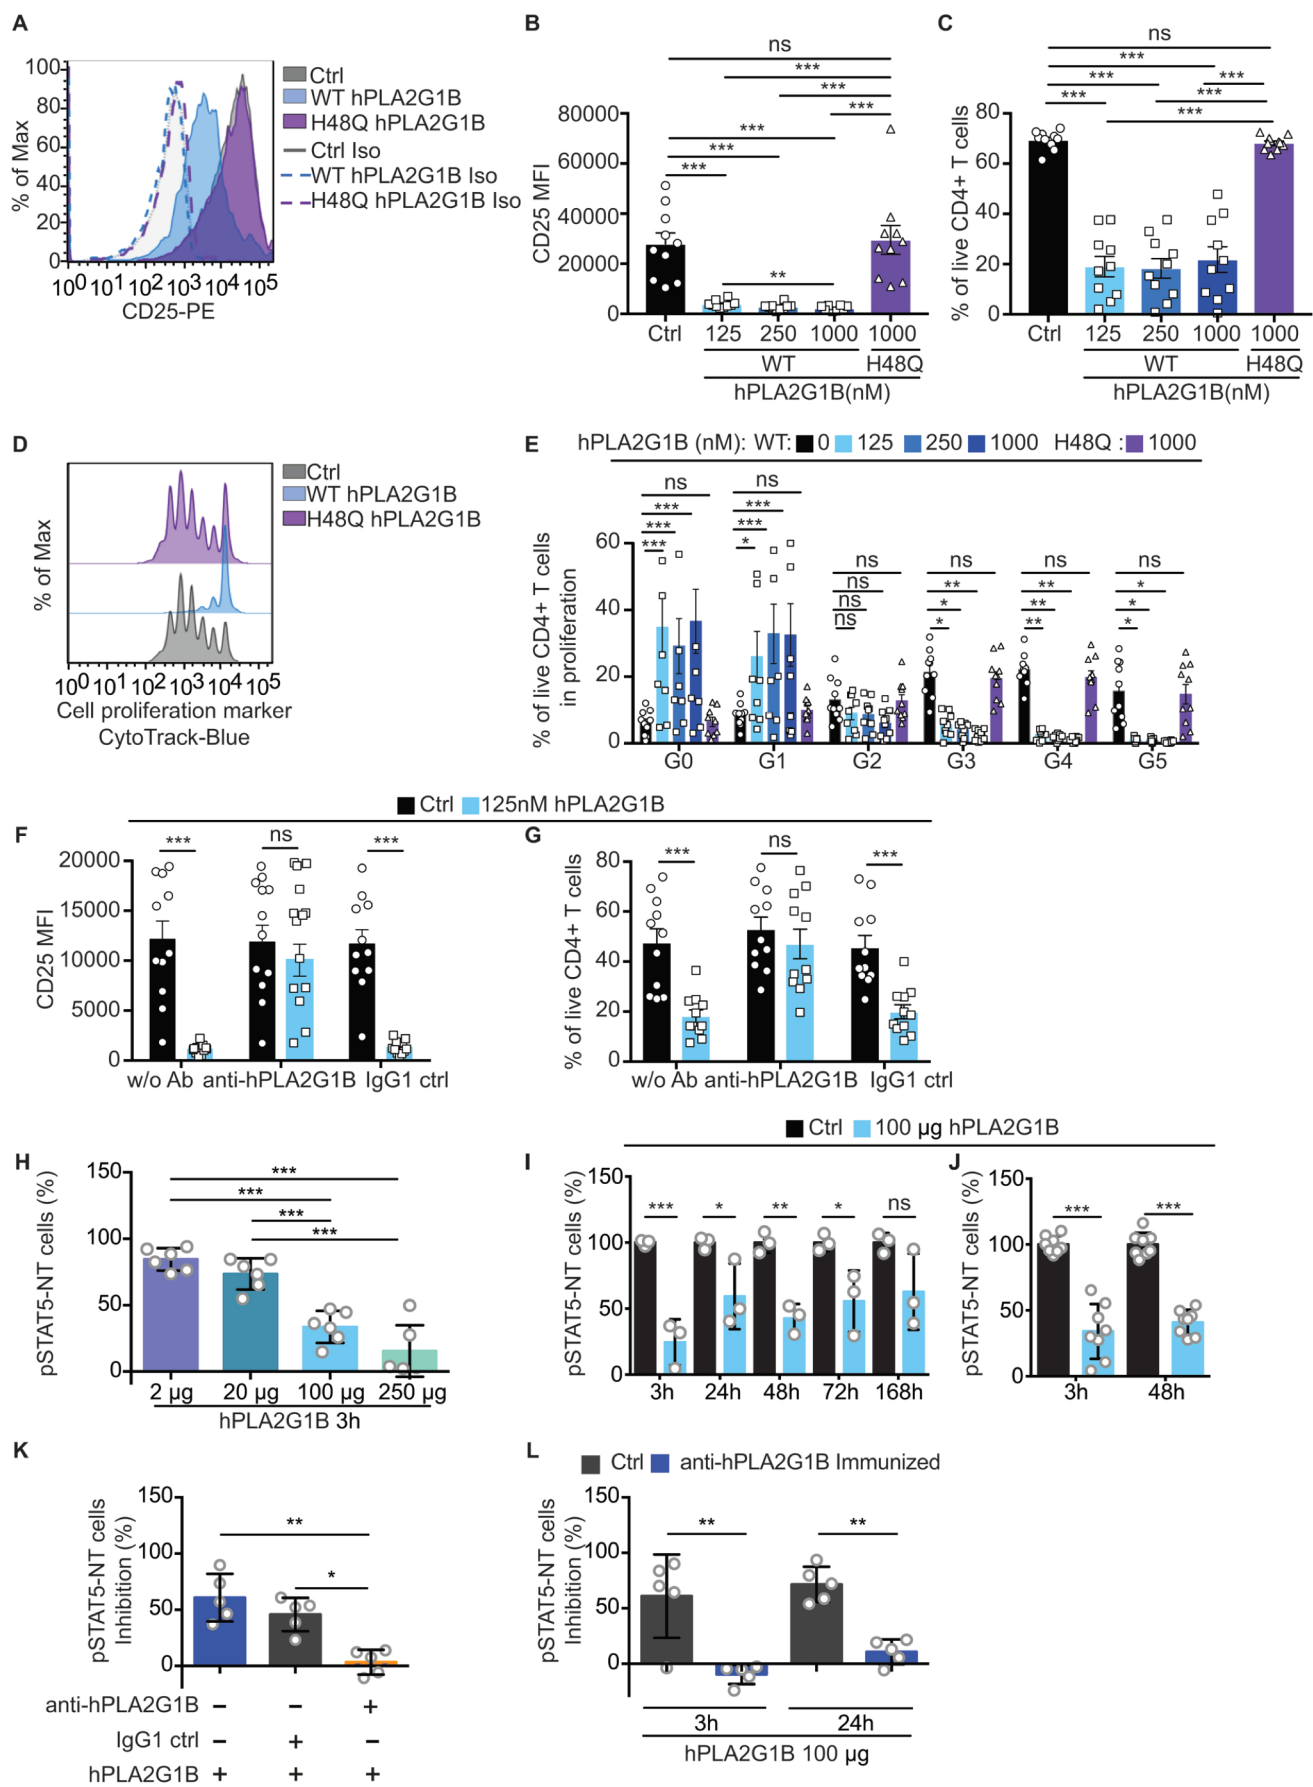 A
100
80
60
40
20
0
% of Max
10^0 10^1 10^2 10^3 10^4 10^5
CD25-PE
Ctrl
WT hPLA2G1B
H48Q hPLA2G1B
Ctrl Iso
WT hPLA2G1B Iso
H48Q hPLA2G1B Iso
B
ns
***
***
***
***
***
***
**
80000
60000
40000
20000
0
CD25 MFI
Ctrl 125 250 1000 1000
WT H48Q
hPLA2G1B(nM)
C
ns
***
*** ***
*** ***
***
80
60
40
20
0
% of live CD4+ T cells
Ctrl 125 250 1000 1000
WT H48Q
hPLA2G1B(nM)
D
% of Max
10^0 10^1 10^2 10^3 10^4 10^5
Cell proliferation marker
CytoTrack-Blue
Ctrl
WT hPLA2G1B
H48Q hPLA2G1B
E
hPLA2G1B (nM): WT: 0 125 250 1000 H48Q : 1000
ns ns
*** ***
*** ***
*** *
ns ns ns ns
ns ** ** *
ns * ** *
ns * ** *
60
40
20
0
% of live CD4+ T cells
in proliferation
G0 G1 G2 G3 G4 G5
Ctrl 125nM hPLA2G1B
F
*** ns ***
20000
15000
10000
5000
0
CD25 MFI
w/o Ab anti-hPLA2G1B IgG1 ctrl
G
*** ns ***
80
60
40
20
0
% of live CD4+ T cells
w/o Ab anti-hPLA2G1B IgG1 ctrl
H
***
***
***
***
150
100
50
0
pSTAT5-NT cells (%)
2 µg 20 µg 100 µg 250 µg
hPLA2G1B 3h
Ctrl 100 µg hPLA2G1B
I
*** * ** * ns
150
100
50
0
pSTAT5-NT cells (%)
3h 24h 48h 72h 168h
J
*** ***
150
100
50
0
pSTAT5-NT cells (%)
3h 48h
K
**
*
150
100
50
0
pSTAT5-NT cells
Inhibition (%)
anti-hPLA2G1B − − +
IgG1 ctrl − + −
hPLA2G1B + + +
L
Ctrl anti-hPLA2G1B Immunized
** **
150
100
50
0
pSTAT5-NT cells
Inhibition (%)
3h 24h
hPLA2G1B 100 µg